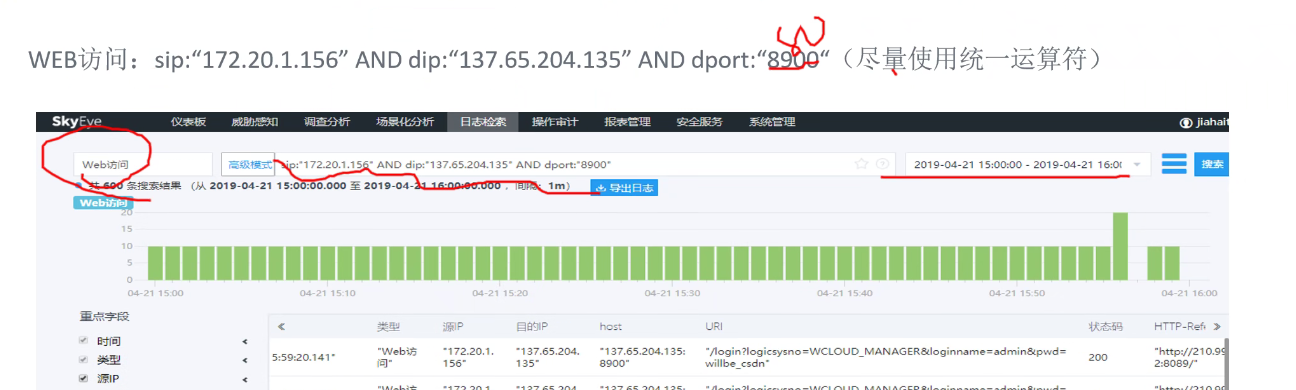 WEB访问：sip:“172.20.1.156” AND dip:“137.65.204.135” AND dport:“8900“（尽量使用统一运算符）
SkyEye 仪表板 威胁感知 调查分析 场景化分析 日志检索 操作审计 报表管理 安全服务 系统管理 jiahait
Web访问 高级模式 sip:"172.20.1.156" AND dip:"137.65.204.135" AND dport:"8900" 2019-04-21 15:00:00 - 2019-04-21 16:0( 搜索
共 600 条搜索结果（从 2019-04-21 15:00:00.000 至 2019-04-21 16:00:00.000 ，间隔：1m） 导出日志
Web访问
20
15
10
5
0
04-21 15:00 04-21 15:10 04-21 15:20 04-21 15:30 04-21 15:40 04-21 15:50 04-21 16:00
重点字段
类型 源IP 目的IP host URI 状态码 HTTP-Refe
时间
类型
源IP
5:59:20.141" "Web访问" "172.20.1.156" "137.65.204.135" "137.65.204.135:8900" "/login?logicsysno=WCLOUD_MANAGER&loginname=admin&pwd=willbe_csdn" 200 "http://210.99 2:8089/"
"Web访 "172.20.1. "137.65.204. "137.65.204.135: "/login?logicsysno=WCLOUD_MANAGER&loginname=admin&pwd= "http://210.99